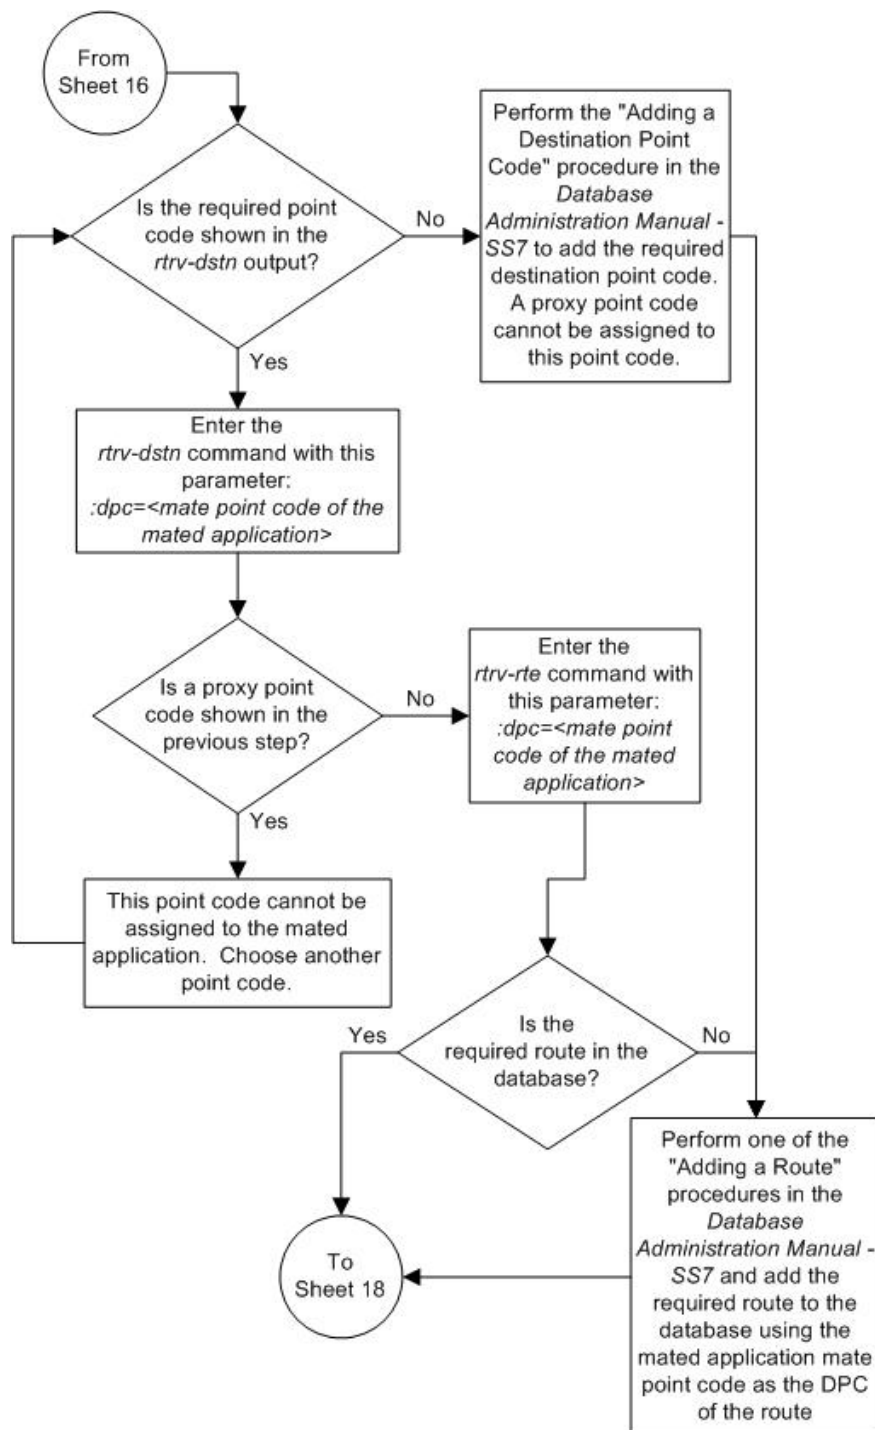 From
Sheet 16
Is the required point
code shown in the
rtrv-dstn output?
No
Perform the "Adding a
Destination Point
Code" procedure in the
Database
Administration Manual -
SS7 to add the required
destination point code.
A proxy point code
cannot be assigned to
this point code.
Yes
Enter the
rtrv-dstn command with this
parameter:
:dpc=<mate point code of the
mated application>
Is a proxy point
code shown in the
previous step?
No
Enter the
rtrv-rte command with
this parameter:
:dpc=<mate point
code of the mated
application>
Yes
This point code cannot be
assigned to the mated
application.  Choose another
point code.
Is the
required route in the
database?
Yes
No
Perform one of the
"Adding a Route"
procedures in the
Database
Administration Manual -
SS7 and add the
required route to the
database using the
mated application mate
point code as the DPC
of the route
To
Sheet 18